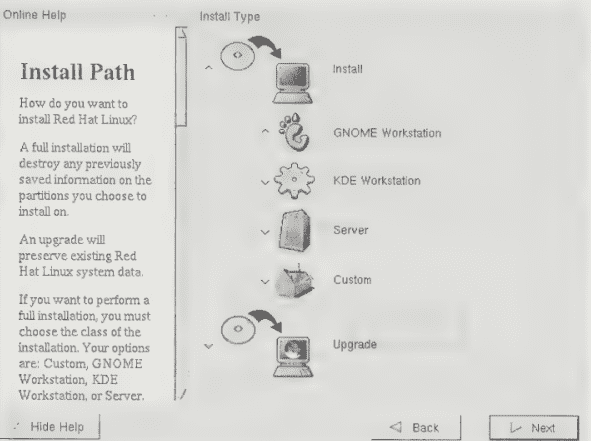 Online Help
Install Path
How do you want to
install Red Hat Linux?
A full installation will
destroy any previously
saved information on the
partitions you choose to
install on.
An upgrade will
preserve existing Red
Hat Linux system data.
If you want to perform a
full installation, you must
choose the class of the
installation. Your options
are: Custom, GNOME
Workstation, KDE
Workstation, or Server.
Hide Help
Install Type
Install
GNOME Workstation
KDE Workstation
Server
Custom
Upgrade
Back
Next